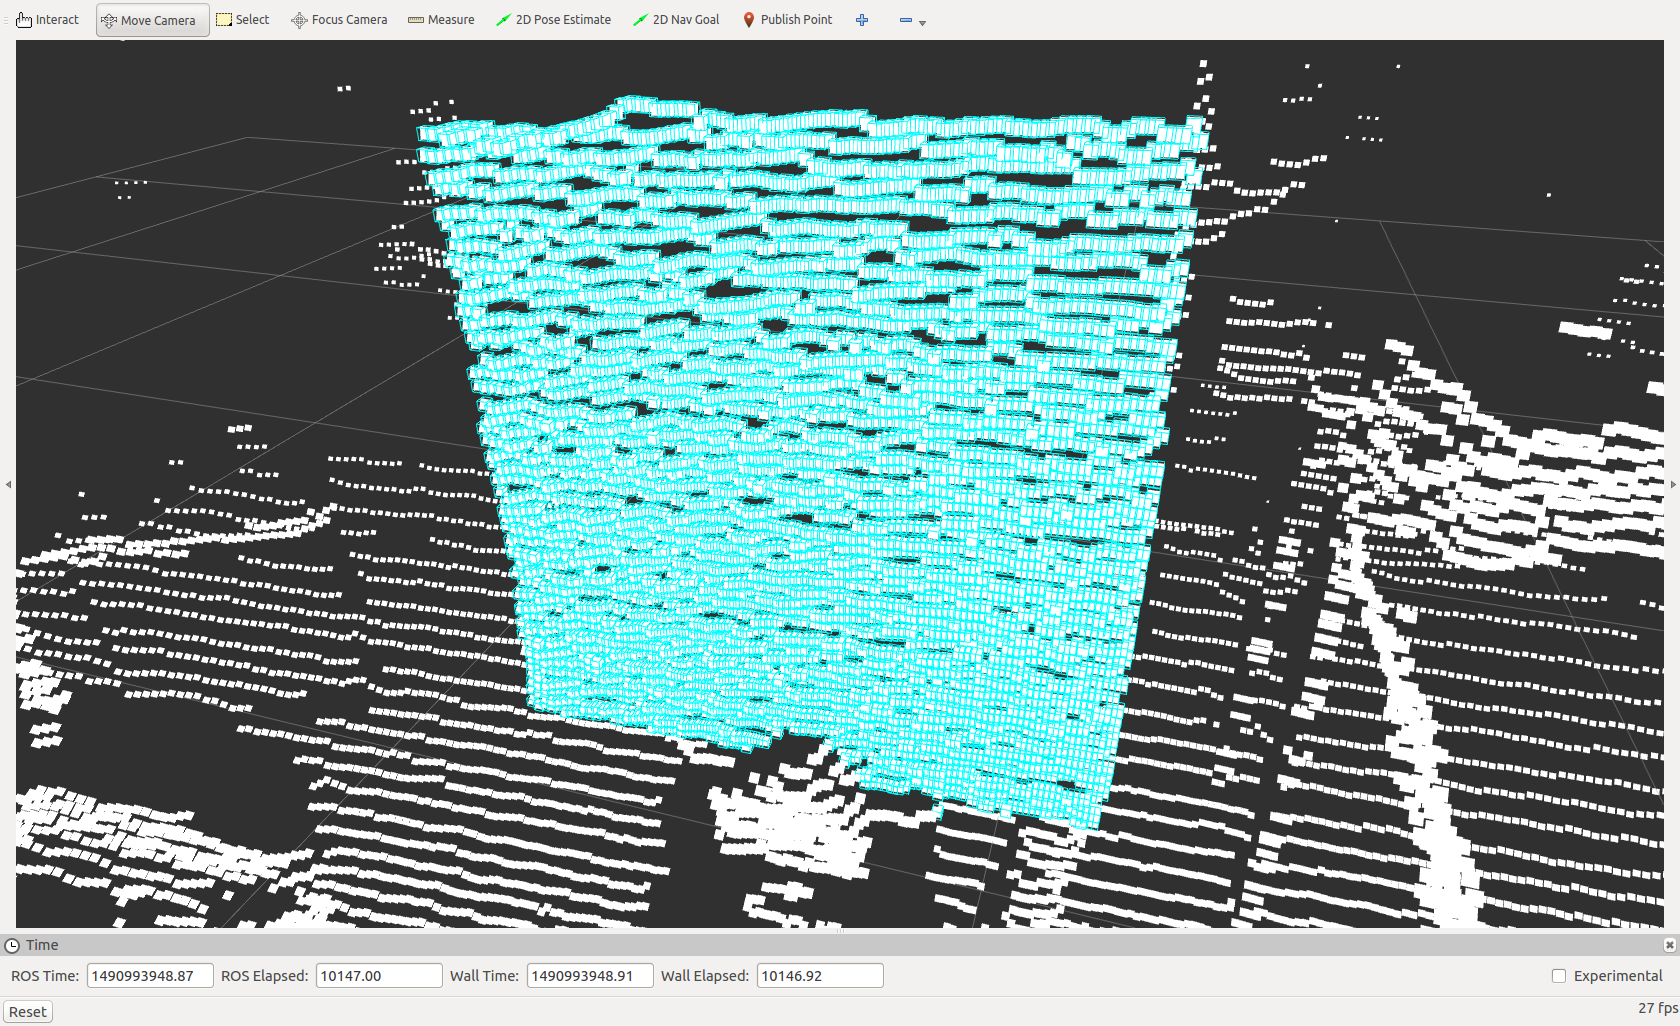 Interact Move Camera Select Focus Camera Measure 2D Pose Estimate 2D Nav Goal Publish Point
Time
ROS Time: 1490993948.87 ROS Elapsed: 10147.00 Wall Time: 1490993948.91 Wall Elapsed: 10146.92 Experimental
Reset 27 fps